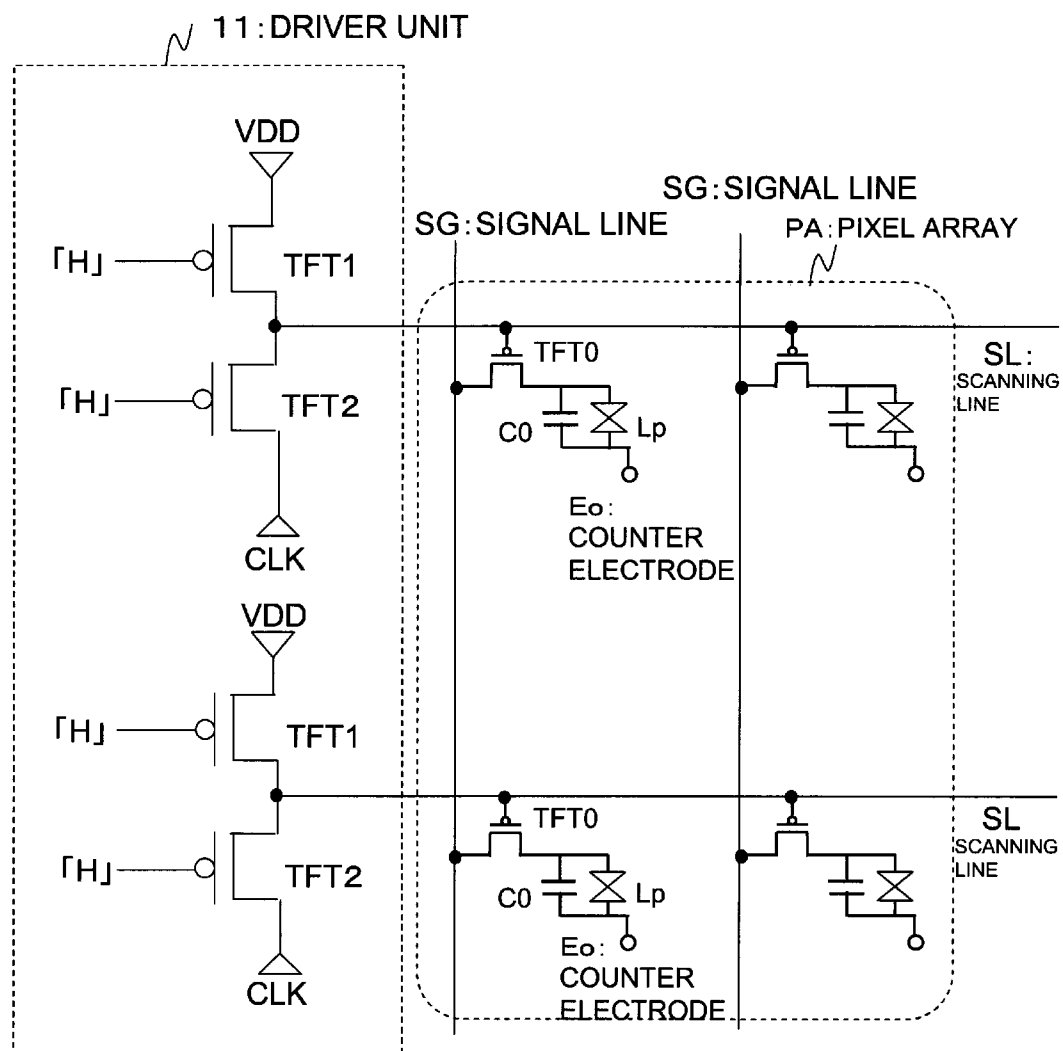 11:DRIVER UNIT
VDD
SG:SIGNAL LINE
SG:SIGNAL LINE
PA:PIXEL ARRAY
「H」
TFT1
TFT0
SL:
SCANNING
LINE
「H」
TFT2
C0
Lp
Eo:
COUNTER
ELECTRODE
CLK
VDD
「H」
TFT1
TFT0
SL
SCANNING
LINE
「H」
TFT2
C0
Lp
Eo:
COUNTER
ELECTRODE
CLK